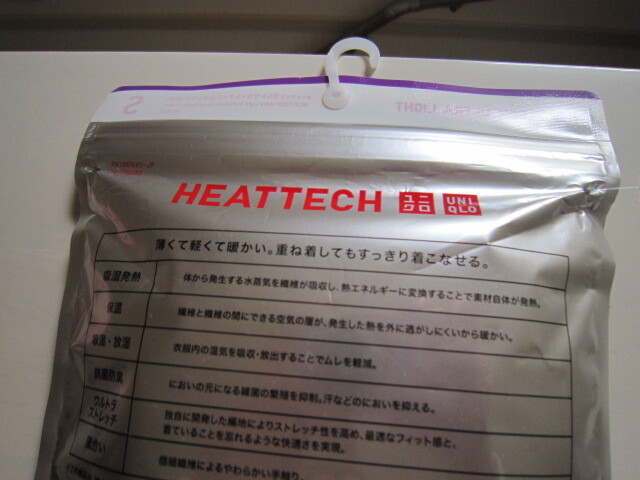 S
LIGHT
HEATTECH ユニクロ UNIQLO
薄くて軽くて暖かい。重ね着してもすっきり着こなせる。
吸湿発熱 体から発生する水蒸気を繊維が吸収し、熱エネルギーに変換することで素材自体が発熱。
保温 繊維と繊維の間にできる空気の層が、発生した熱を外に逃がしにくいから暖かい。
吸湿・放湿 衣服内の湿気を吸収・放出することでムレを軽減。
抗菌防臭 においの元になる雑菌の繁殖を抑制。汗などのにおいを抑える。
ウルトラ
ストレッチ
独自に開発した編地によりストレッチ性を高め、最適なフィット感と、
着ていることを忘れるような快適さを実現。
風合い 極細繊維によるやわらかい手触り。